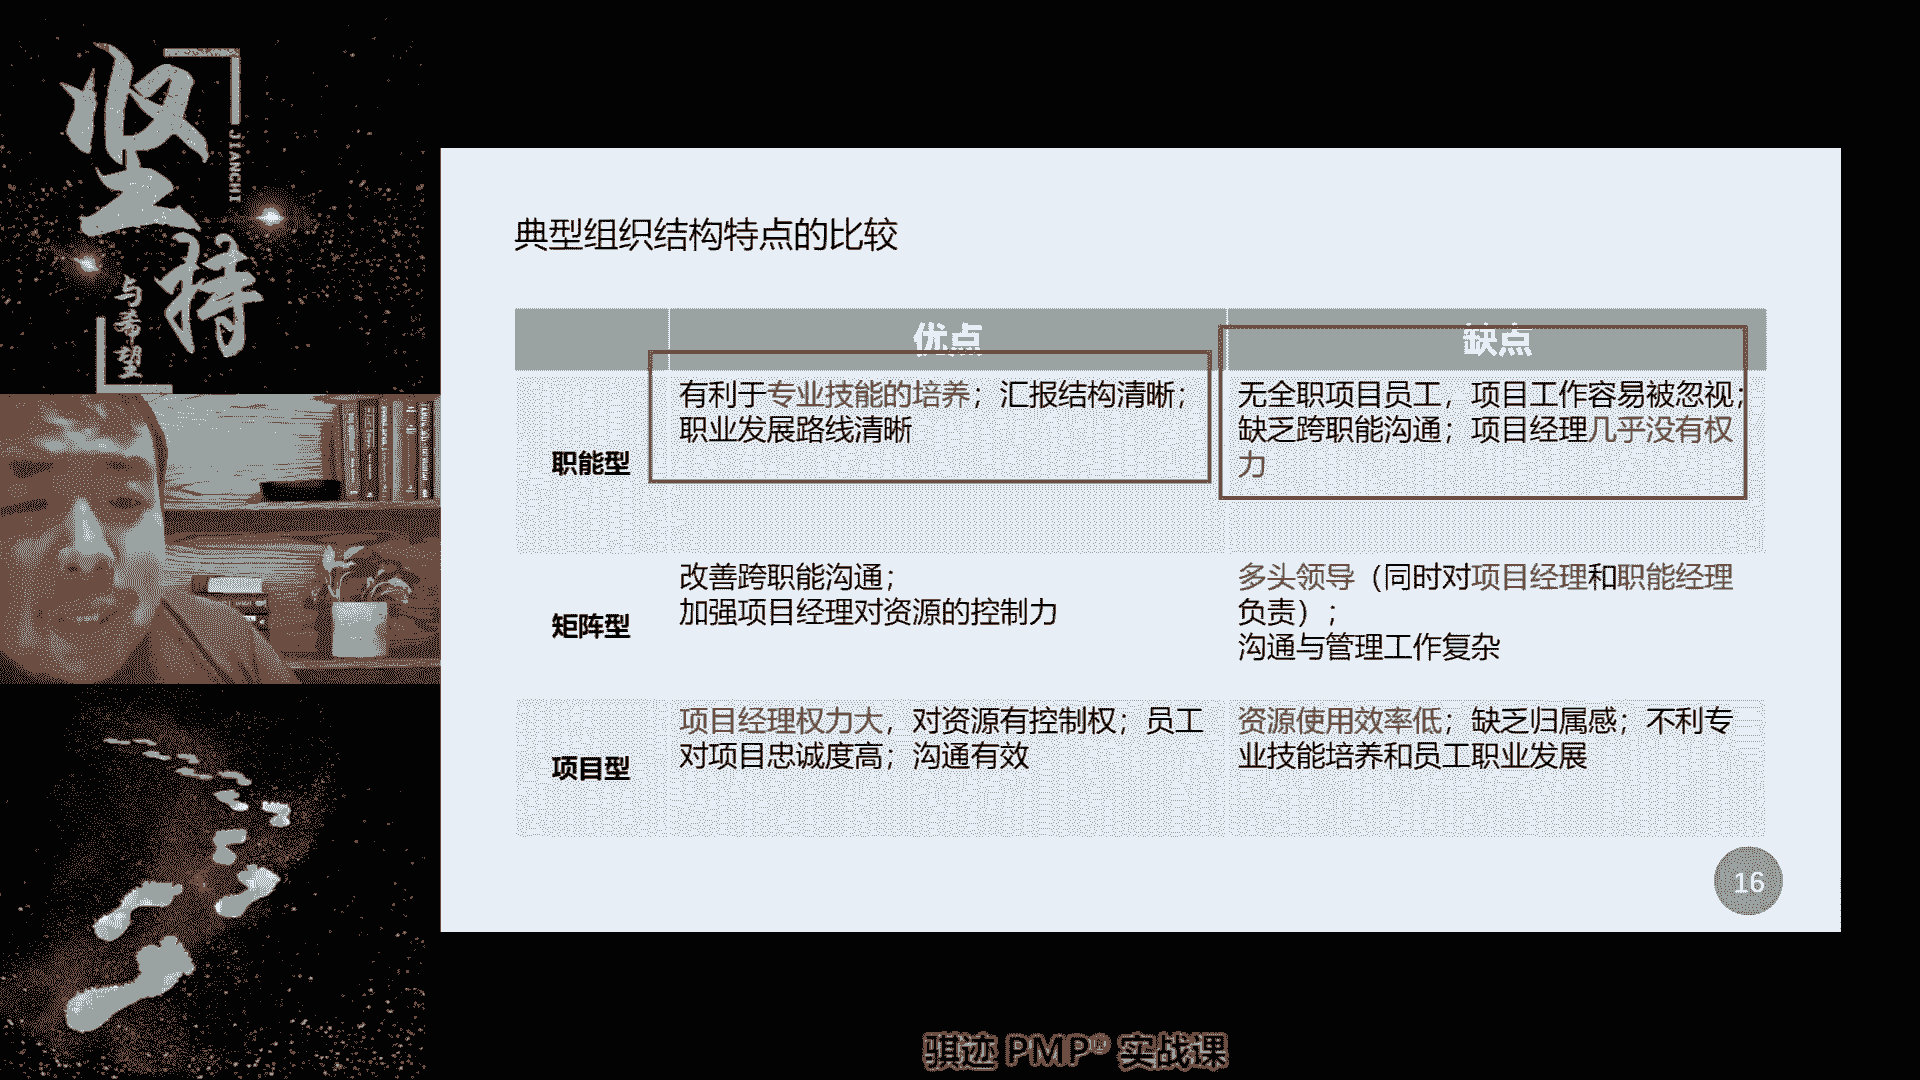 坚持
JIANCHI
与希望
典型组织结构特点的比较
优点
缺点
职能型
有利于专业技能的培养；汇报结构清晰；
职业发展路线清晰
无全职项目员工，项目工作容易被忽视；
缺乏跨职能沟通；项目经理几乎没有权
力
矩阵型
改善跨职能沟通；
加强项目经理对资源的控制力
多头领导（同时对项目经理和职能经理
负责）；
沟通与管理工作复杂
项目型
项目经理权力大，对资源有控制权；员工
对项目忠诚度高；沟通有效
资源使用效率低；缺乏归属感；不利专
业技能培养和员工职业发展
16
骐迹 PMP® 实战课